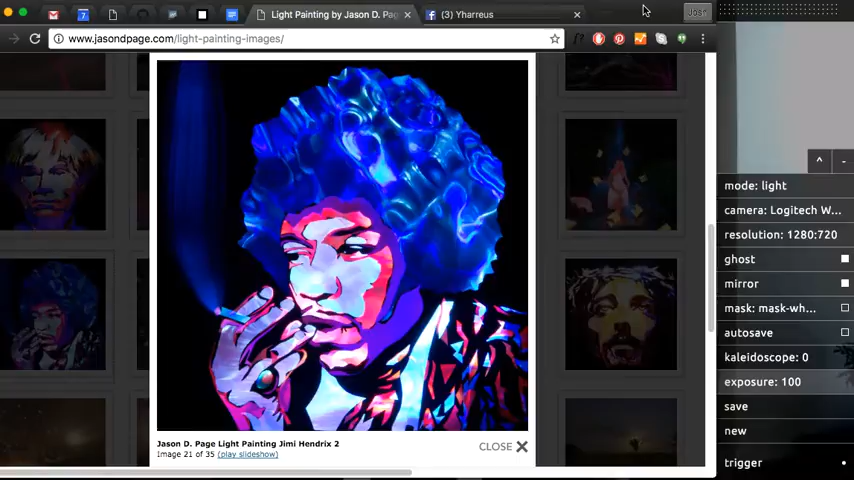 7
Light Painting by Jason D. Pag
(3) Yharreus
Jose
www.jasondpage.com/light-painting-images/
f?
^ -
mode: light
camera: Logitech W...
resolution: 1280:720
ghost
mirror
mask: mask-wh...
autosave
kaleidoscope: 0
exposure: 100
save
new
trigger
Jason D. Page Light Painting Jimi Hendrix 2
CLOSE X
Image 21 of 35 (play slideshow)